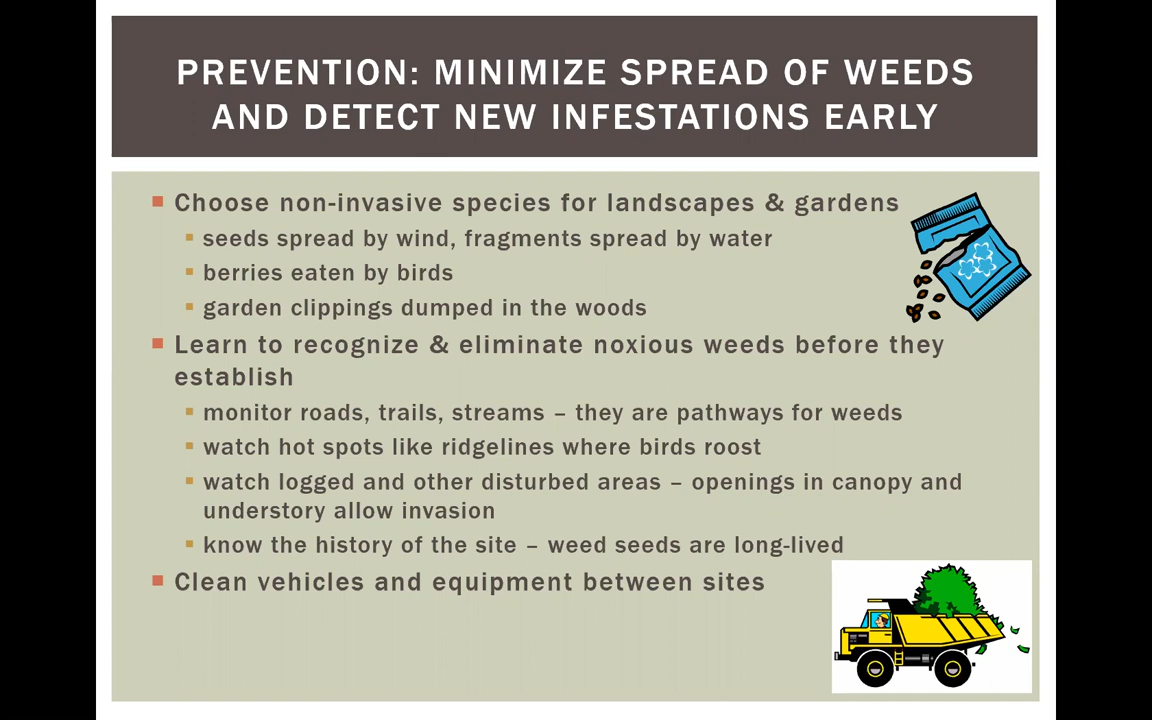 PREVENTION: MINIMIZE SPREAD OF WEEDS
AND DETECT NEW INFESTATIONS EARLY
Choose non-invasive species for landscapes & gardens
seeds spread by wind, fragments spread by water
berries eaten by birds
garden clippings dumped in the woods
Learn to recognize & eliminate noxious weeds before they
establish
monitor roads, trails, streams – they are pathways for weeds
watch hot spots like ridgelines where birds roost
watch logged and other disturbed areas – openings in canopy and
understory allow invasion
know the history of the site – weed seeds are long-lived
Clean vehicles and equipment between sites